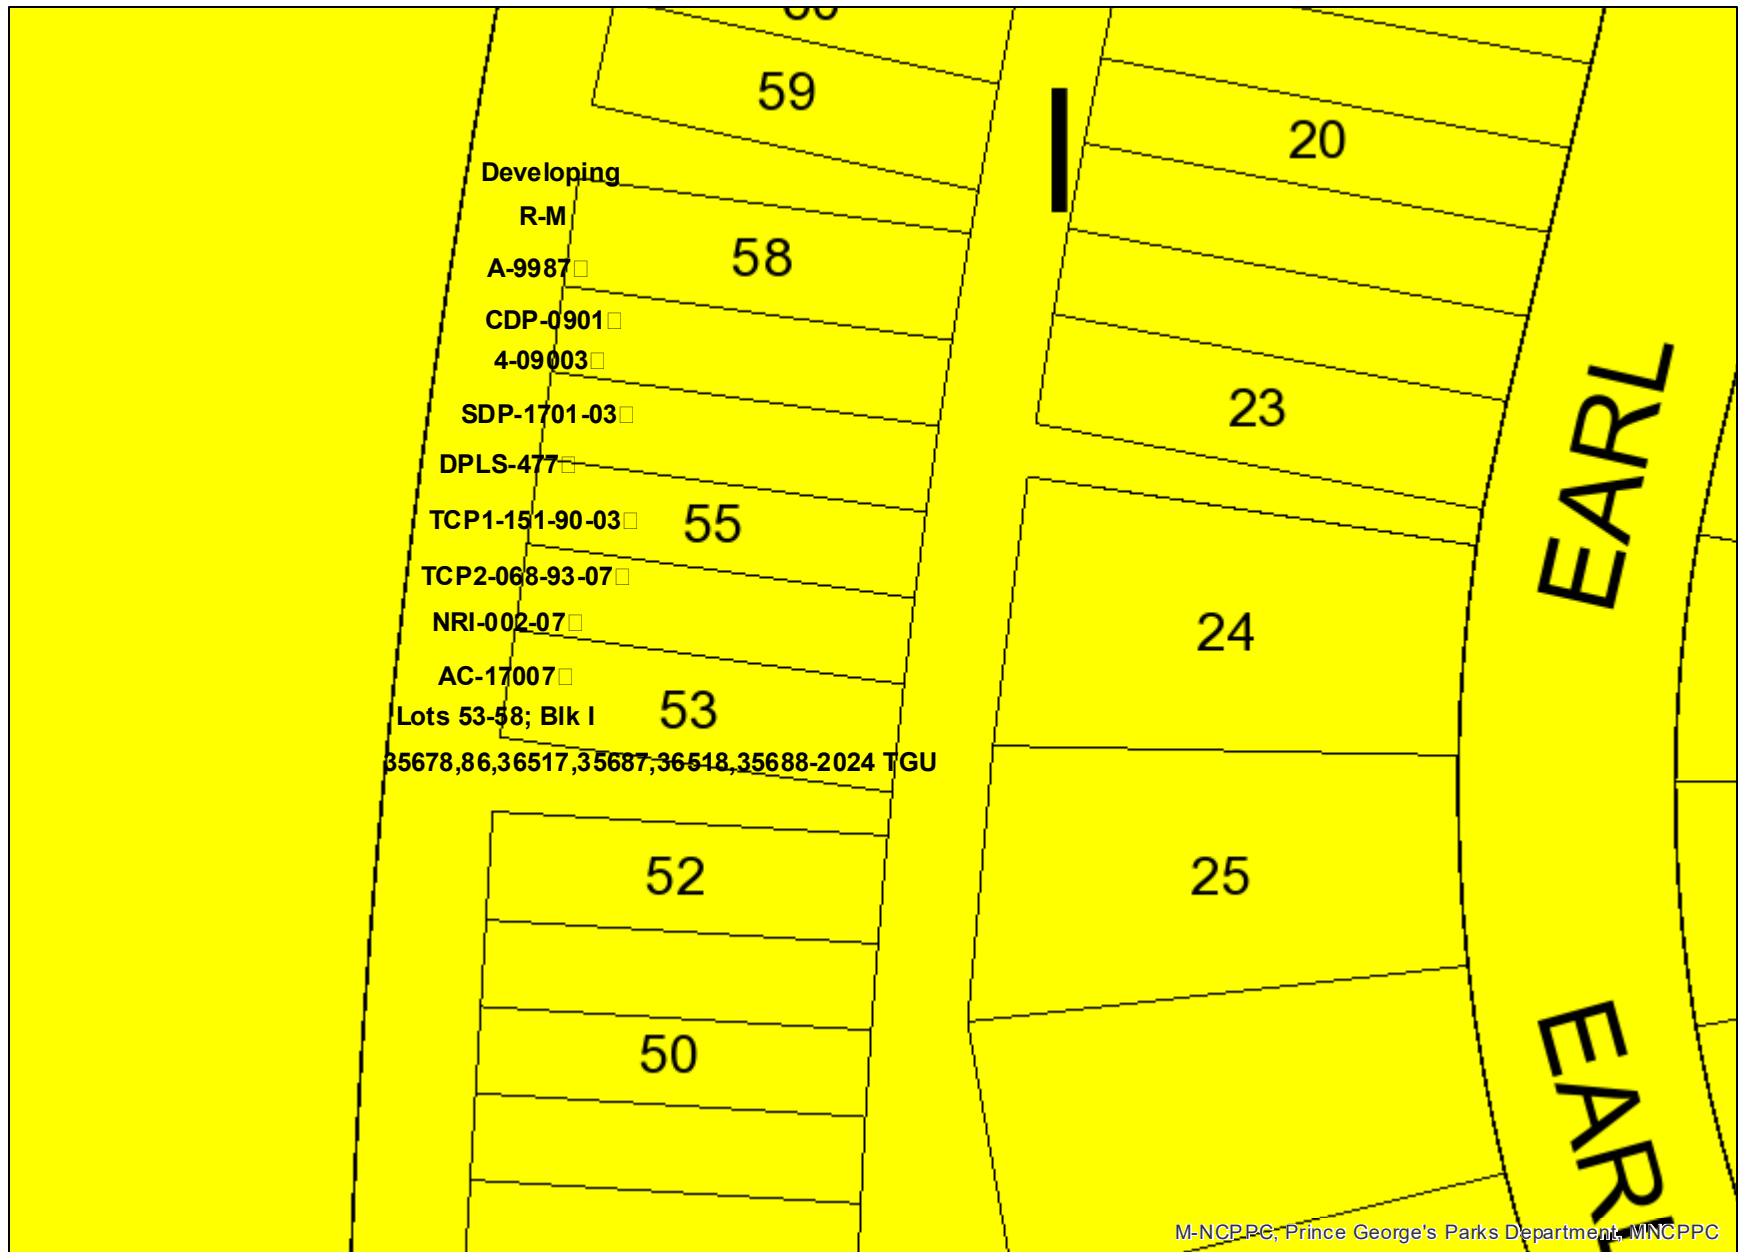 59
20
Developing
R-M
58
A-9987
CDP-0901
4-09003
SDP-1701-03
23
EARL
DPLS-477
TCP1-151-90-03
55
TCP2-068-93-07
NRI-002-07
24
AC-17007
Lots 53-58; Blk I
53
35678,86,36517,35687,36518,35688-2024 TGU
52
25
50
EARL
I
M-NCPPC, Prince George's Parks Department, MNCPPC